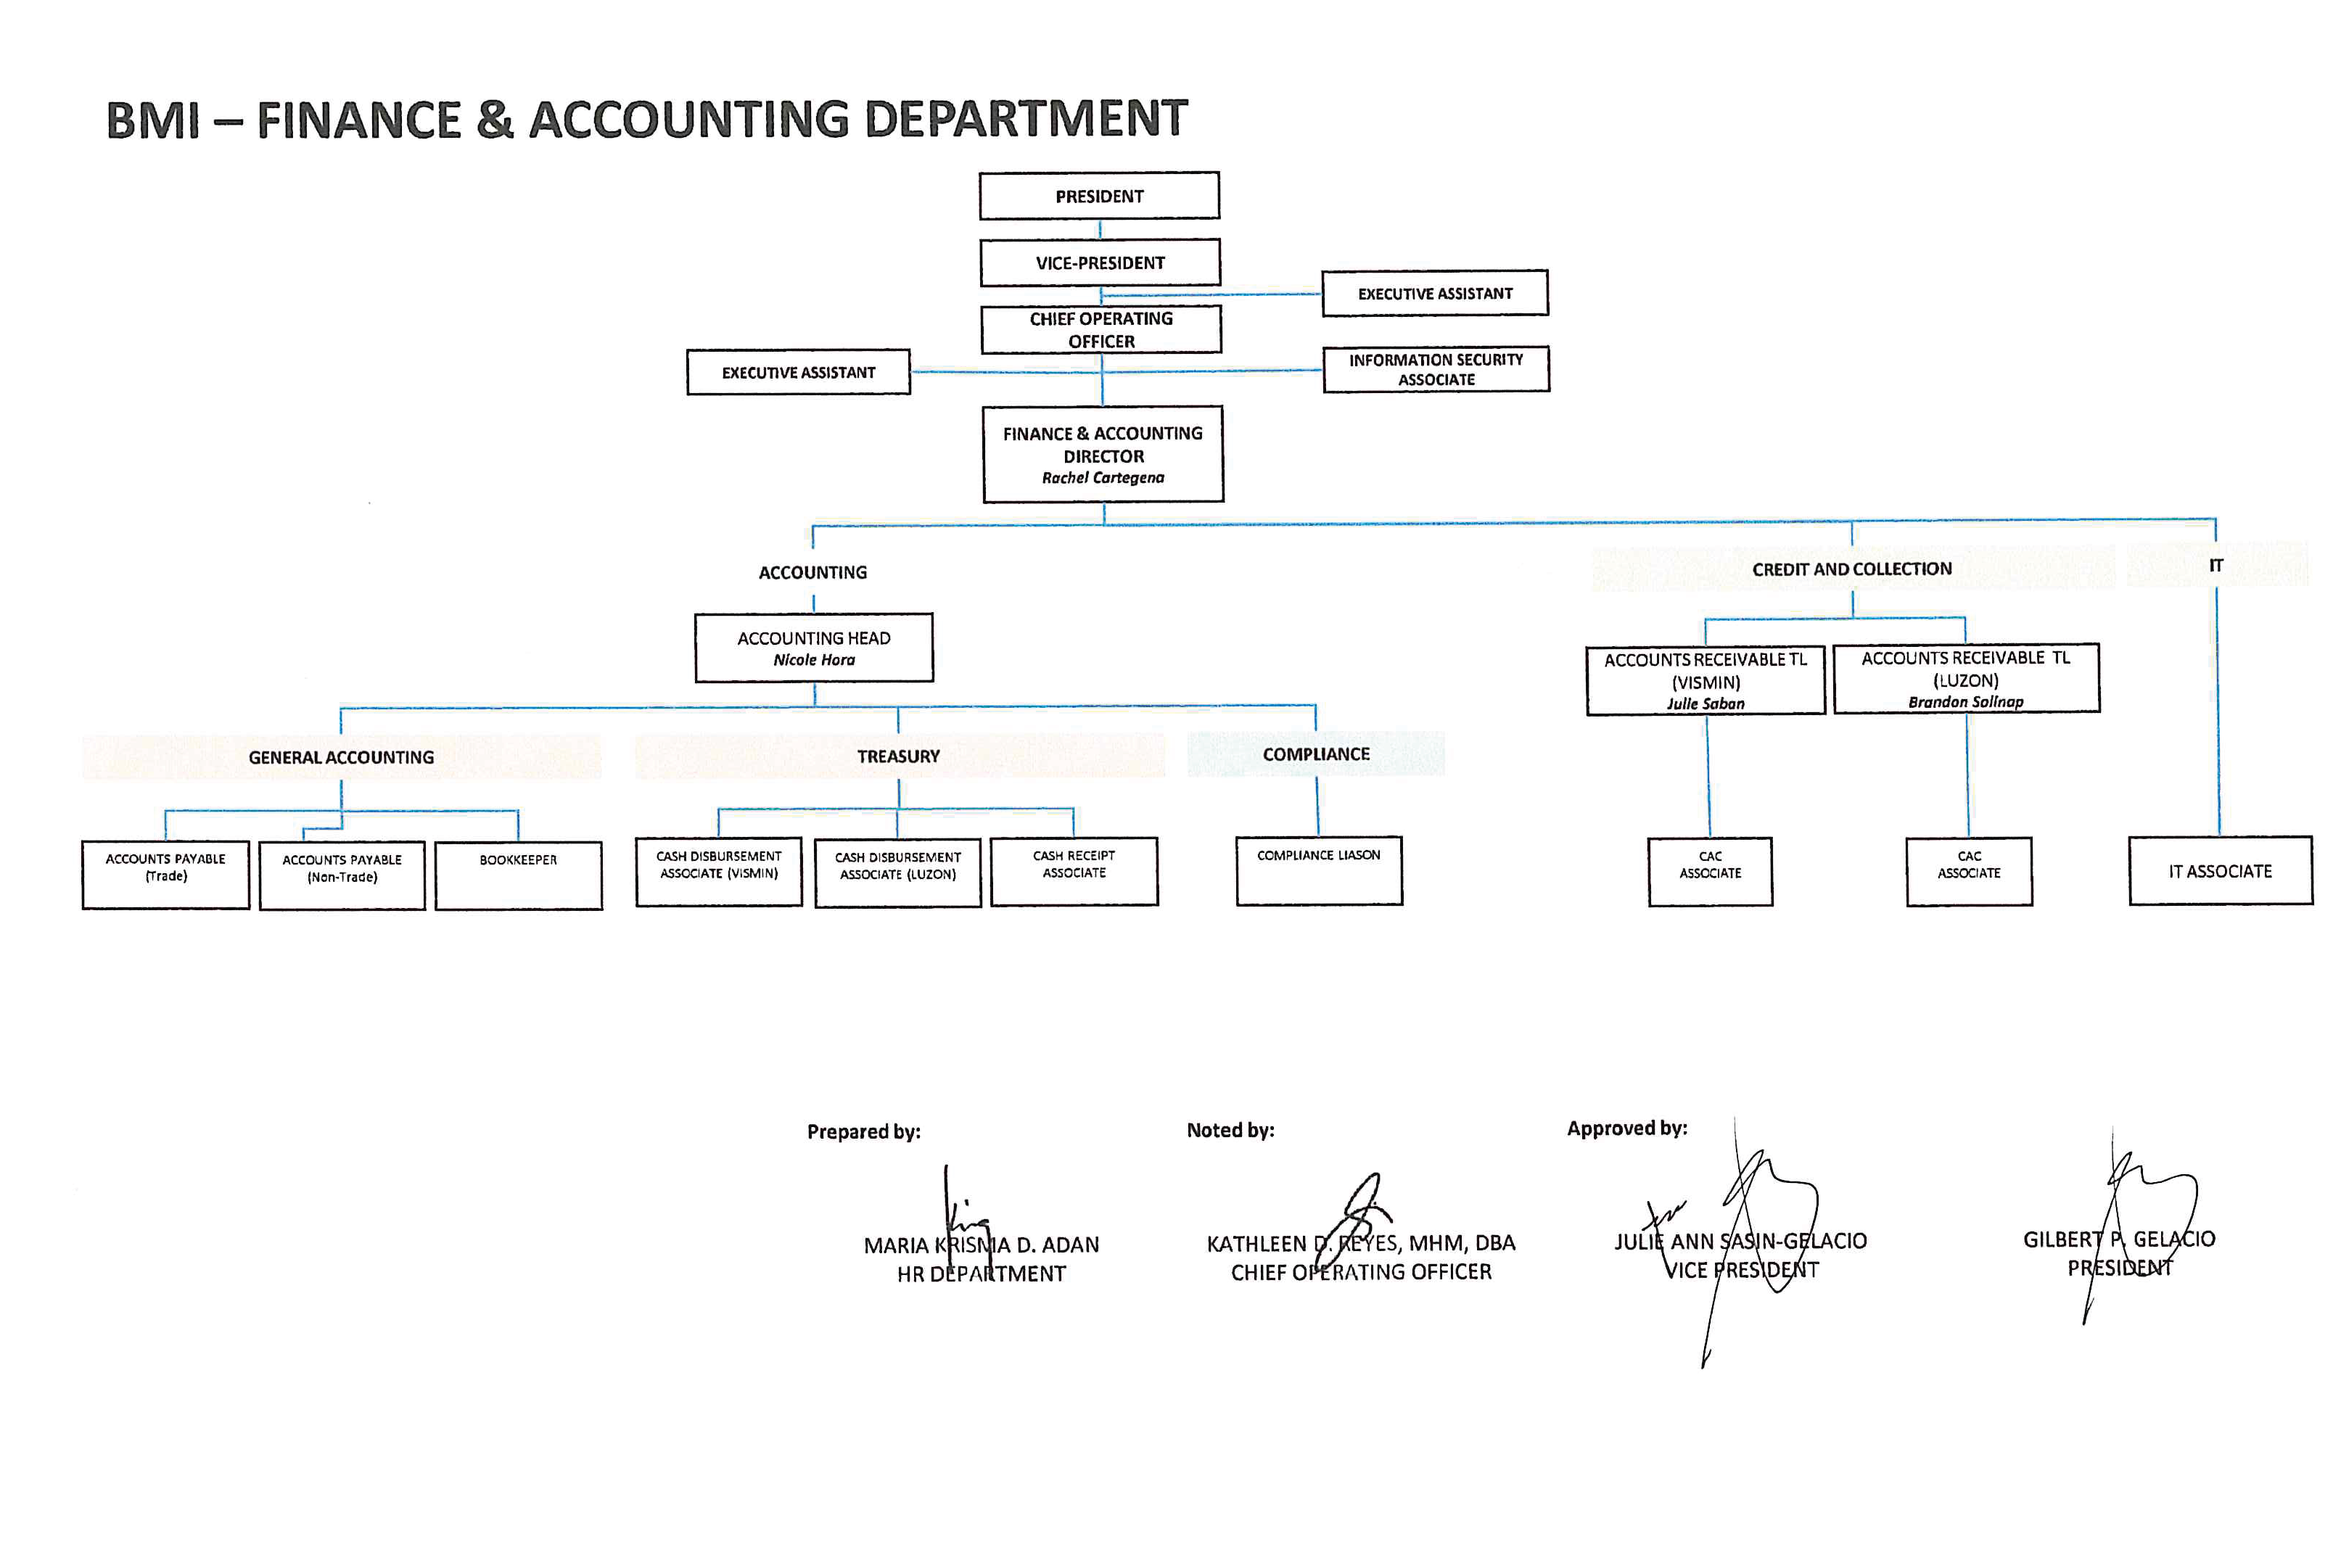 BMI – FINANCE & ACCOUNTING DEPARTMENT
PRESIDENT
VICE-PRESIDENT
EXECUTIVE ASSISTANT
CHIEF OPERATING
OFFICER
EXECUTIVE ASSISTANT
INFORMATION SECURITY
ASSOCIATE
FINANCE & ACCOUNTING
DIRECTOR
Rachel Cartegena
ACCOUNTING
CREDIT AND COLLECTION
IT
ACCOUNTING HEAD
Nicole Hora
ACCOUNTS RECEIVABLE TL
(VISMIN)
Julie Saban
ACCOUNTS RECEIVABLE TL
(LUZON)
Brandon Solinap
GENERAL ACCOUNTING
TREASURY
COMPLIANCE
ACCOUNTS PAYABLE
(Trade)
ACCOUNTS PAYABLE
(Non-Trade)
BOOKKEEPER
CASH DISBURSEMENT
ASSOCIATE (VISMIN)
CASH DISBURSEMENT
ASSOCIATE (LUZON)
CASH RECEIPT
ASSOCIATE
COMPLIANCE LIASON
CAC
ASSOCIATE
CAC
ASSOCIATE
IT ASSOCIATE
Prepared by:
MARIA KRISMA D. ADAN
HR DEPARTMENT
Noted by:
KATHLEEN D. REYES, MHM, DBA
CHIEF OPERATING OFFICER
Approved by:
JULIE ANN SASIN-GELACIO
VICE PRESIDENT
GILBERT P. GELACIO
PRESIDENT